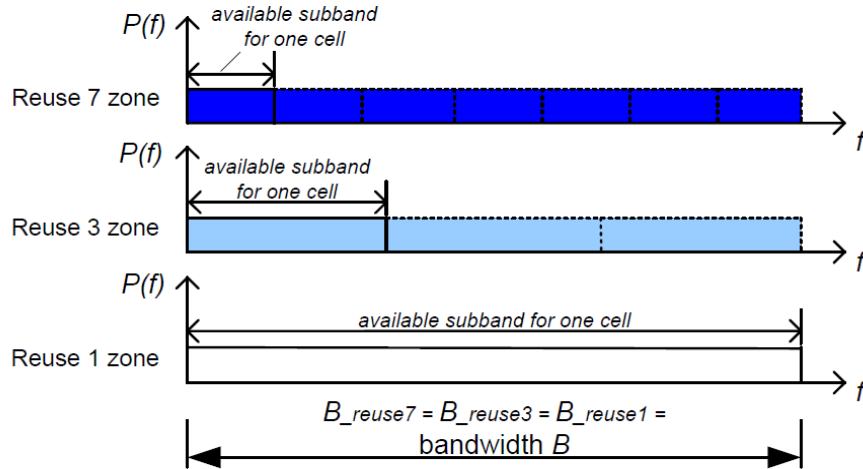 P(f)
available subband
for one cell
Reuse 7 zone
f
P(f)
available subband
for one cell
Reuse 3 zone
f
P(f)
available subband for one cell
Reuse 1 zone
f
B_reuse7 = B_reuse3 = B_reuse1 =
bandwidth B